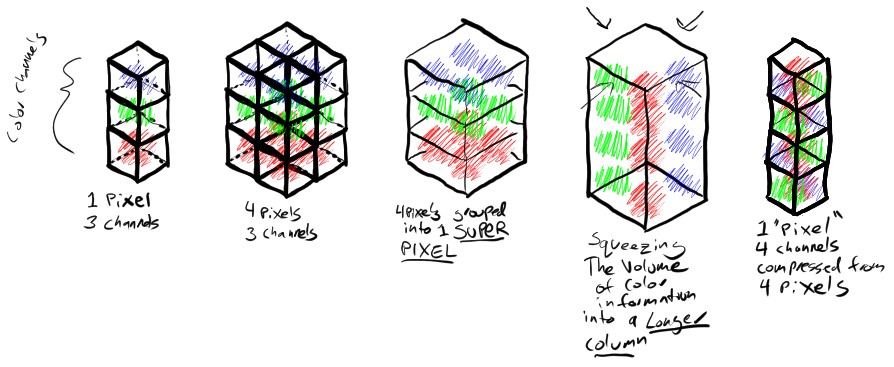 Color Channels
1 Pixel
3 channels
4 Pixels
3 channels
4 Pixels grouped
into 1 SUPER
PIXEL
Squeezing
The Volume
of Color
information
into a Longer
column
1 "Pixel"
4 channels
compressed from
4 Pixels